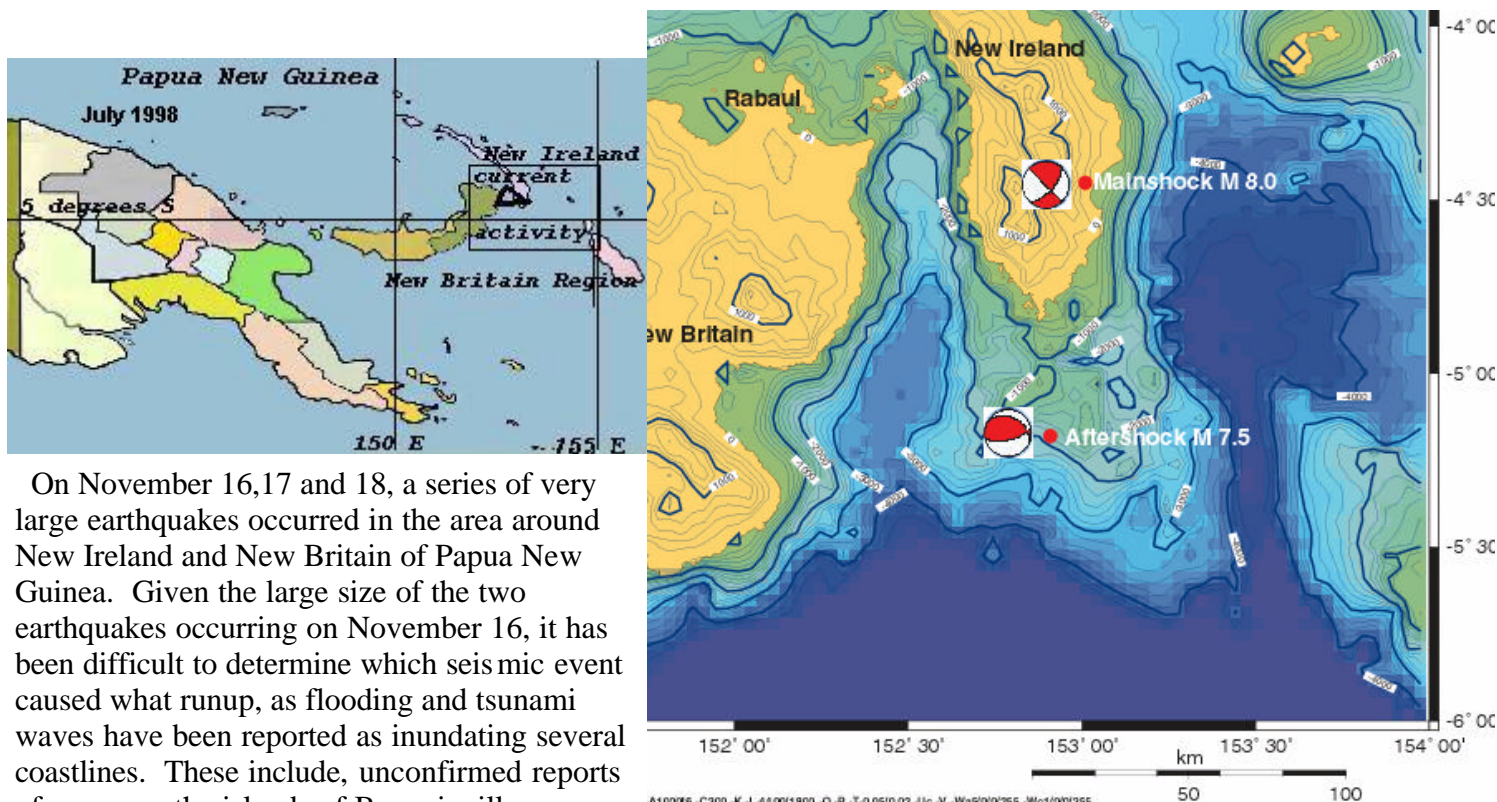 Papua New Guinea
July 1998
New Ireland
current
5 degrees S
activity
New Britain Region
150 E
155 E
On November 16,17 and 18, a series of very
large earthquakes occurred in the area around
New Ireland and New Britain of Papua New
Guinea. Given the large size of the two
earthquakes occurring on November 16, it has
been difficult to determine which seis mic event
caused what runup, as flooding and tsunami
waves have been reported as inundating several
coastlines. These include, unconfirmed reports
New Ireland
Rabaul
Mainshock M 8.0
ew Britain
Aftershock M 7.5
-4° 00
-4° 30'
-5° 00'
-5° 30'
-6° 00'
152° 00'
152° 30'
153° 00'
153° 30'
154° 00'
km
50
100